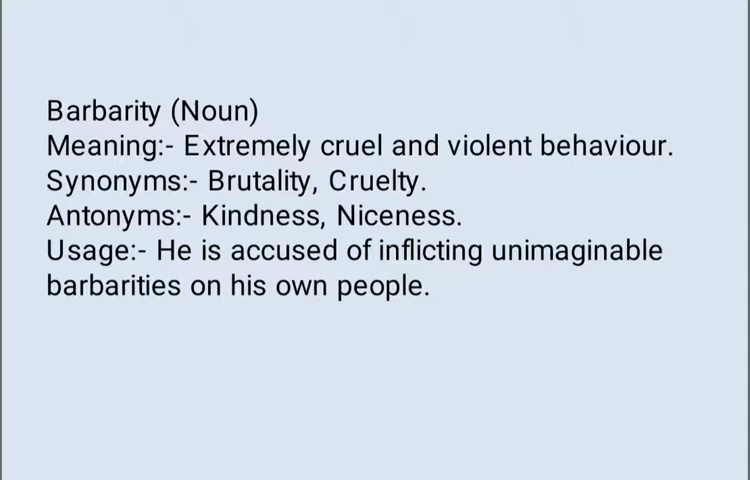 Barbarity (Noun)
Meaning:- Extremely cruel and violent behaviour.
Synonyms:- Brutality, Cruelty.
Antonyms:- Kindness, Niceness.
Usage:- He is accused of inflicting unimaginable
barbarities on his own people.